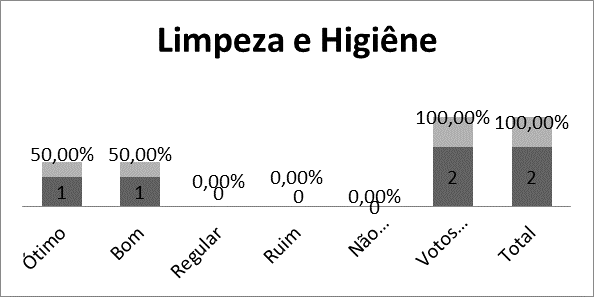 Limpeza e Higiêne
50,00% 50,00% 0,00% 0,00% 0,00% 100,00% 100,00%
1 1 0 0 0 2 2
Ótimo Bom Regular Ruim Não... Votos... Total